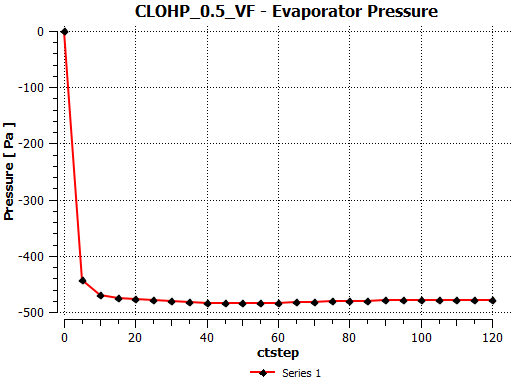 CLOHP_0.5_VF - Evaporator Pressure
0
-100
-200
-300
-400
-500
Pressure [ Pa ]
0 20 40 60 80 100 120
ctstep
Series 1